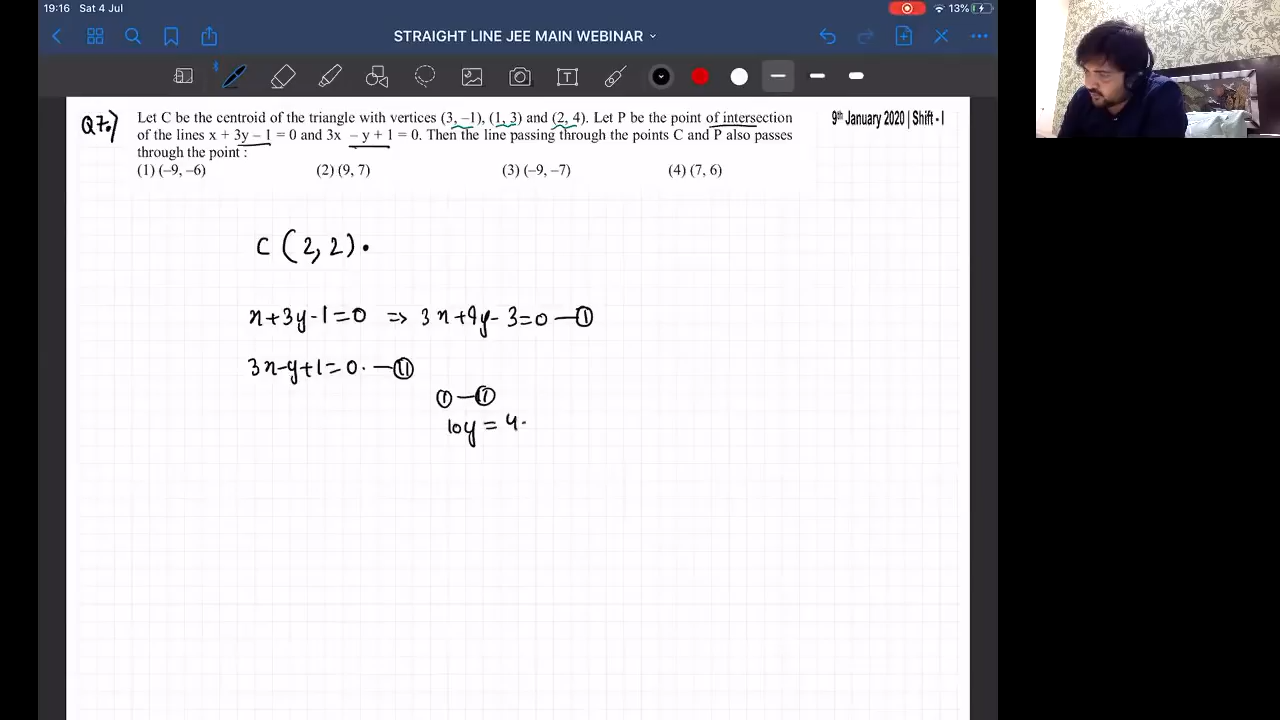 19:16 Sat 4 Jul
13%
STRAIGHT LINE JEE MAIN WEBINAR
Q7.) Let C be the centroid of the triangle with vertices (3, −1), (1, 3) and (2, 4). Let P be the point of intersection
of the lines x + 3y − 1 = 0 and 3x − y + 1 = 0. Then the line passing through the points C and P also passes
through the point :
9th January 2020 | Shift - I
(1) (−9, −6) (2) (9, 7) (3) (−9, −7) (4) (7, 6)
C (2, 2) .
x + 3y - 1 = 0 ⇒ 3x + 9y - 3 = 0 — ①
3x - y + 1 = 0. — ⑪
① — ⑪
10y = 4.